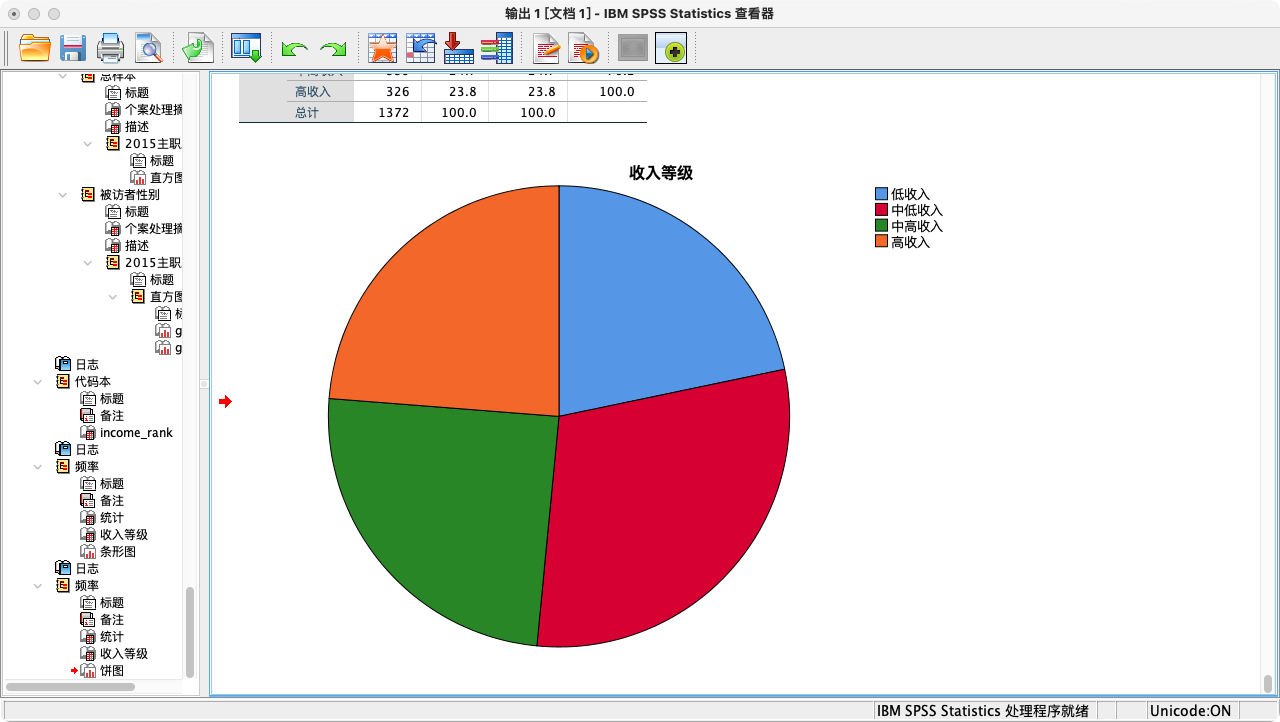 输出 1 [文档 1] - IBM SPSS Statistics 查看器
总样本
标题
个案处理摘
描述
2015主职
标题
直方图
被访者性别
标题
个案处理摘
描述
2015主职
标题
直方图
标
g
g
日志
代码本
标题
备注
income_rank
日志
频率
标题
备注
统计
收入等级
条形图
日志
频率
标题
备注
统计
收入等级
饼图
高收入 326 23.8 23.8 100.0
总计 1372 100.0 100.0
收入等级
低收入
中低收入
中高收入
高收入
IBM SPSS Statistics 处理程序就绪
Unicode:ON